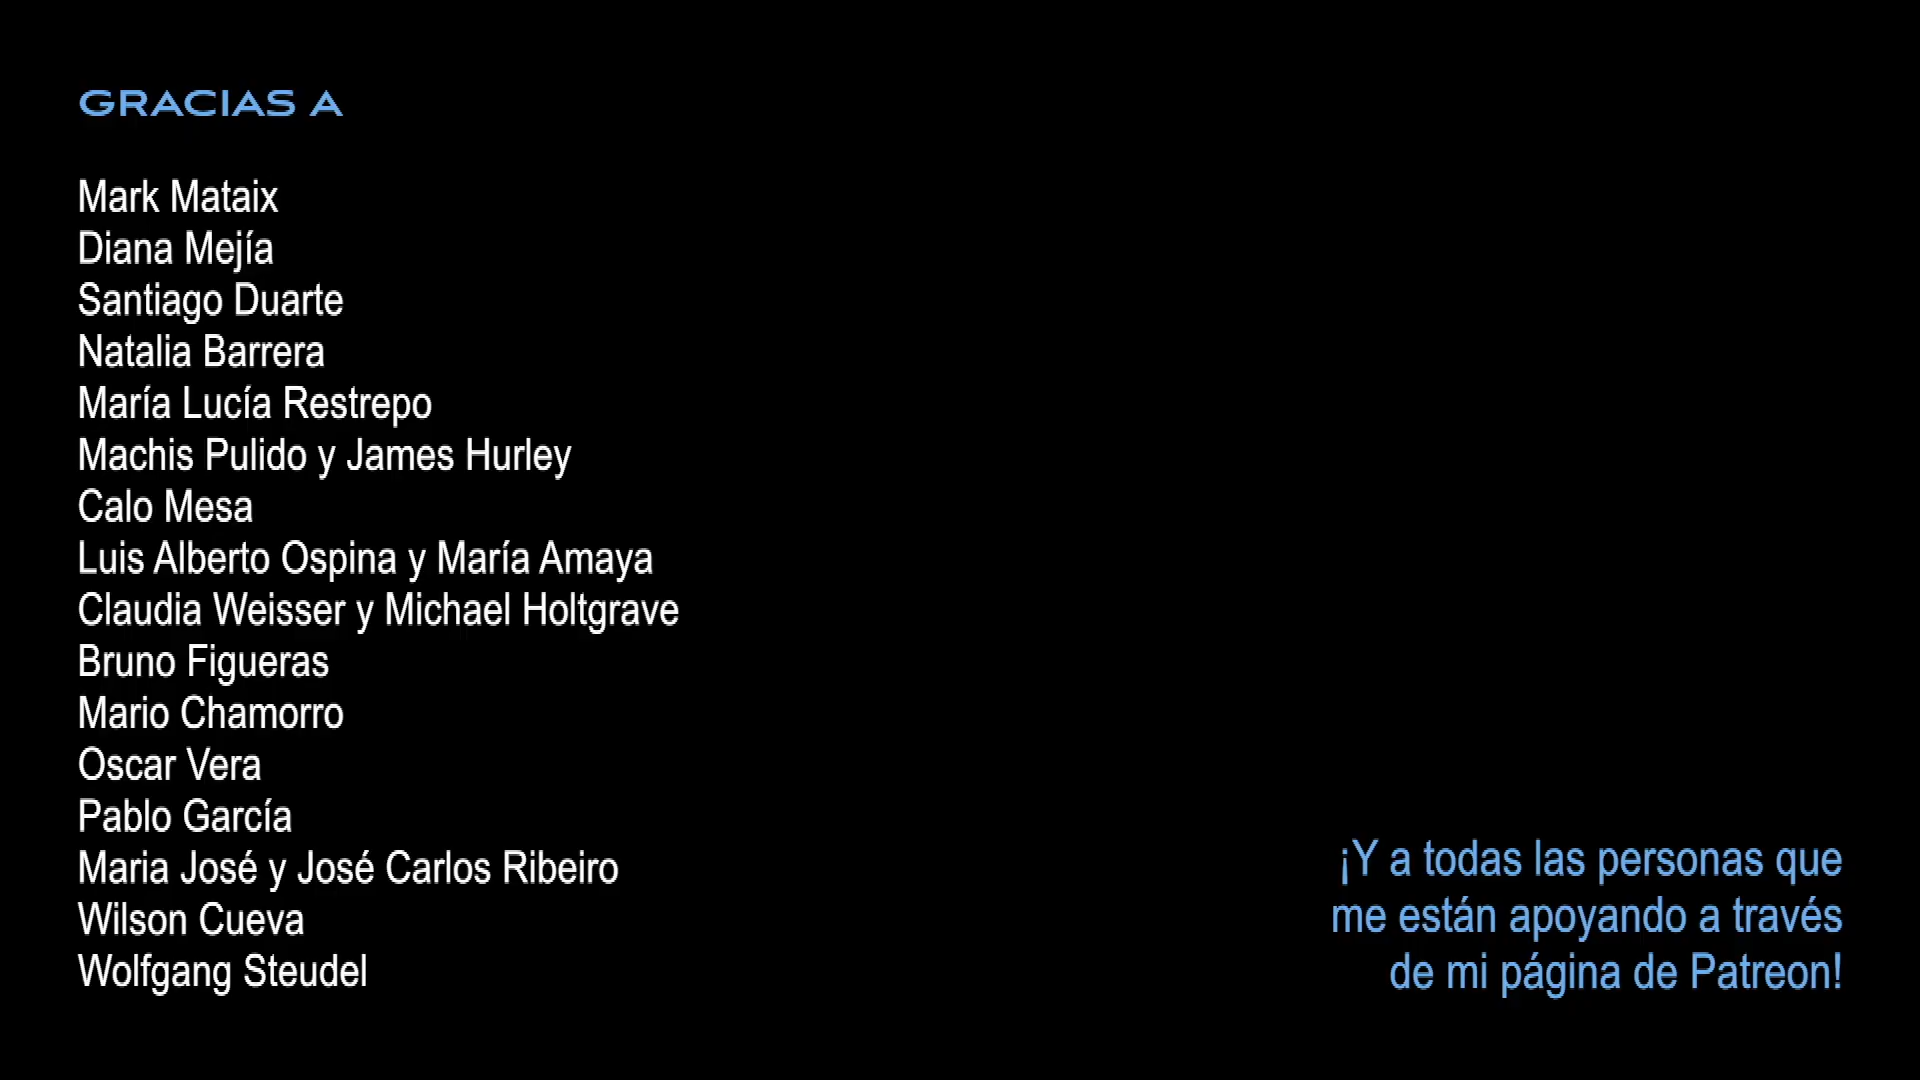 GRACIAS A
Mark Mataix
Diana Mejía
Santiago Duarte
Natalia Barrera
María Lucía Restrepo
Machis Pulido y James Hurley
Calo Mesa
Luis Alberto Ospina y María Amaya
Claudia Weisser y Michael Holtgrave
Bruno Figueras
Mario Chamorro
Oscar Vera
Pablo García
Maria José y José Carlos Ribeiro
Wilson Cueva
Wolfgang Steudel
¡Y a todas las personas que
me están apoyando a través
de mi página de Patreon!